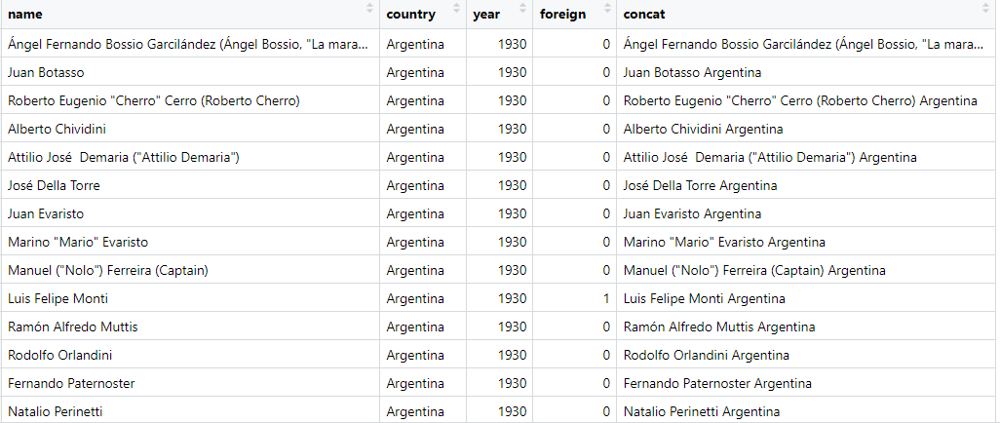 name country year foreign concat
Ángel Fernando Bossio Garcilández (Ángel Bossio, "La mara... Argentina 1930 0 Ángel Fernando Bossio Garcilández (Ángel Bossio, "La mara...
Juan Botasso Argentina 1930 0 Juan Botasso Argentina
Roberto Eugenio "Cherro" Cerro (Roberto Cherro) Argentina 1930 0 Roberto Eugenio "Cherro" Cerro (Roberto Cherro) Argentina
Alberto Chividini Argentina 1930 0 Alberto Chividini Argentina
Attilio José  Demaria ("Attilio Demaria") Argentina 1930 0 Attilio José  Demaria ("Attilio Demaria") Argentina
José Della Torre Argentina 1930 0 José Della Torre Argentina
Juan Evaristo Argentina 1930 0 Juan Evaristo Argentina
Marino "Mario" Evaristo Argentina 1930 0 Marino "Mario" Evaristo Argentina
Manuel ("Nolo") Ferreira (Captain) Argentina 1930 0 Manuel ("Nolo") Ferreira (Captain) Argentina
Luis Felipe Monti Argentina 1930 1 Luis Felipe Monti Argentina
Ramón Alfredo Muttis Argentina 1930 0 Ramón Alfredo Muttis Argentina
Rodolfo Orlandini Argentina 1930 0 Rodolfo Orlandini Argentina
Fernando Paternoster Argentina 1930 0 Fernando Paternoster Argentina
Natalio Perinetti Argentina 1930 0 Natalio Perinetti Argentina